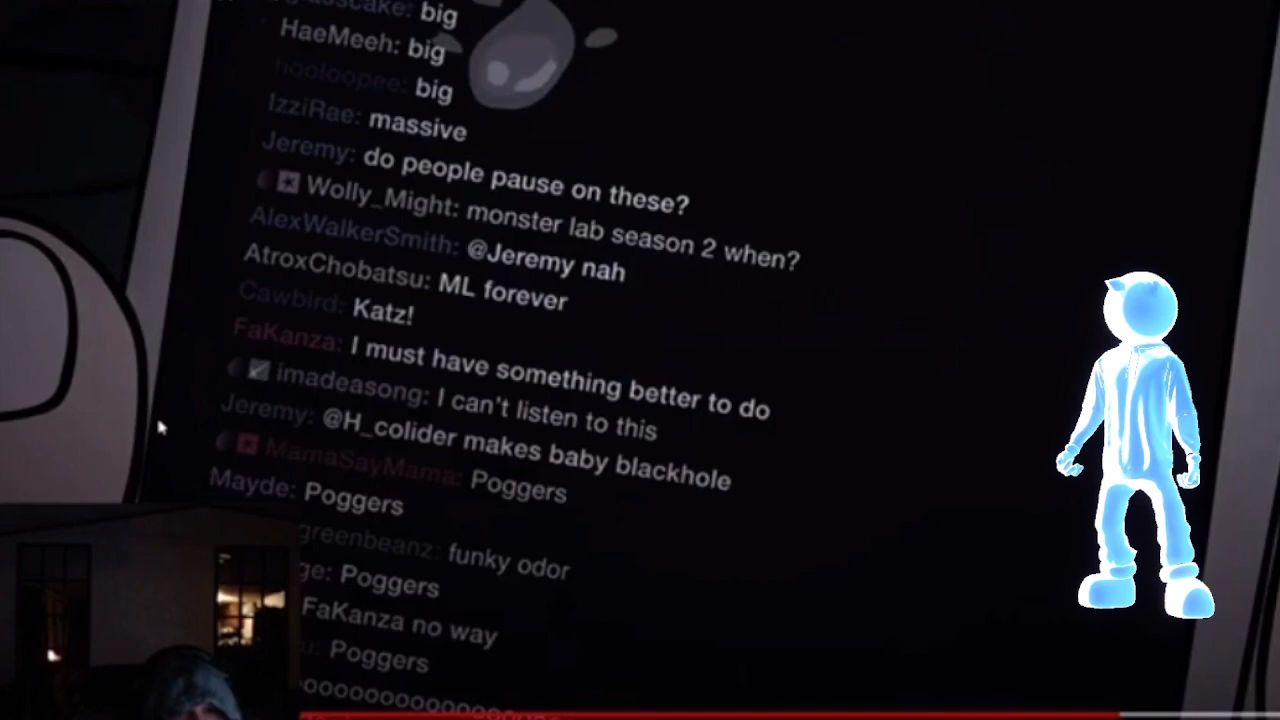 big
HaeMeeh: big
hooloopee: big
IzziRae: massive
Jeremy: do people pause on these?
Wolly_Might: monster lab season 2 when?
AlexWalkerSmith: @Jeremy nah
AtroxChobatsu: ML forever
Cawbird: Katz!
FaKanza: I must have something better to do
imadeasong: I can't listen to this
Jeremy: @H_colider makes baby blackhole
MamaSayMama: Poggers
Mayde: Poggers
greenbeanz: funky odor
ge: Poggers
FaKanza no way
: Poggers